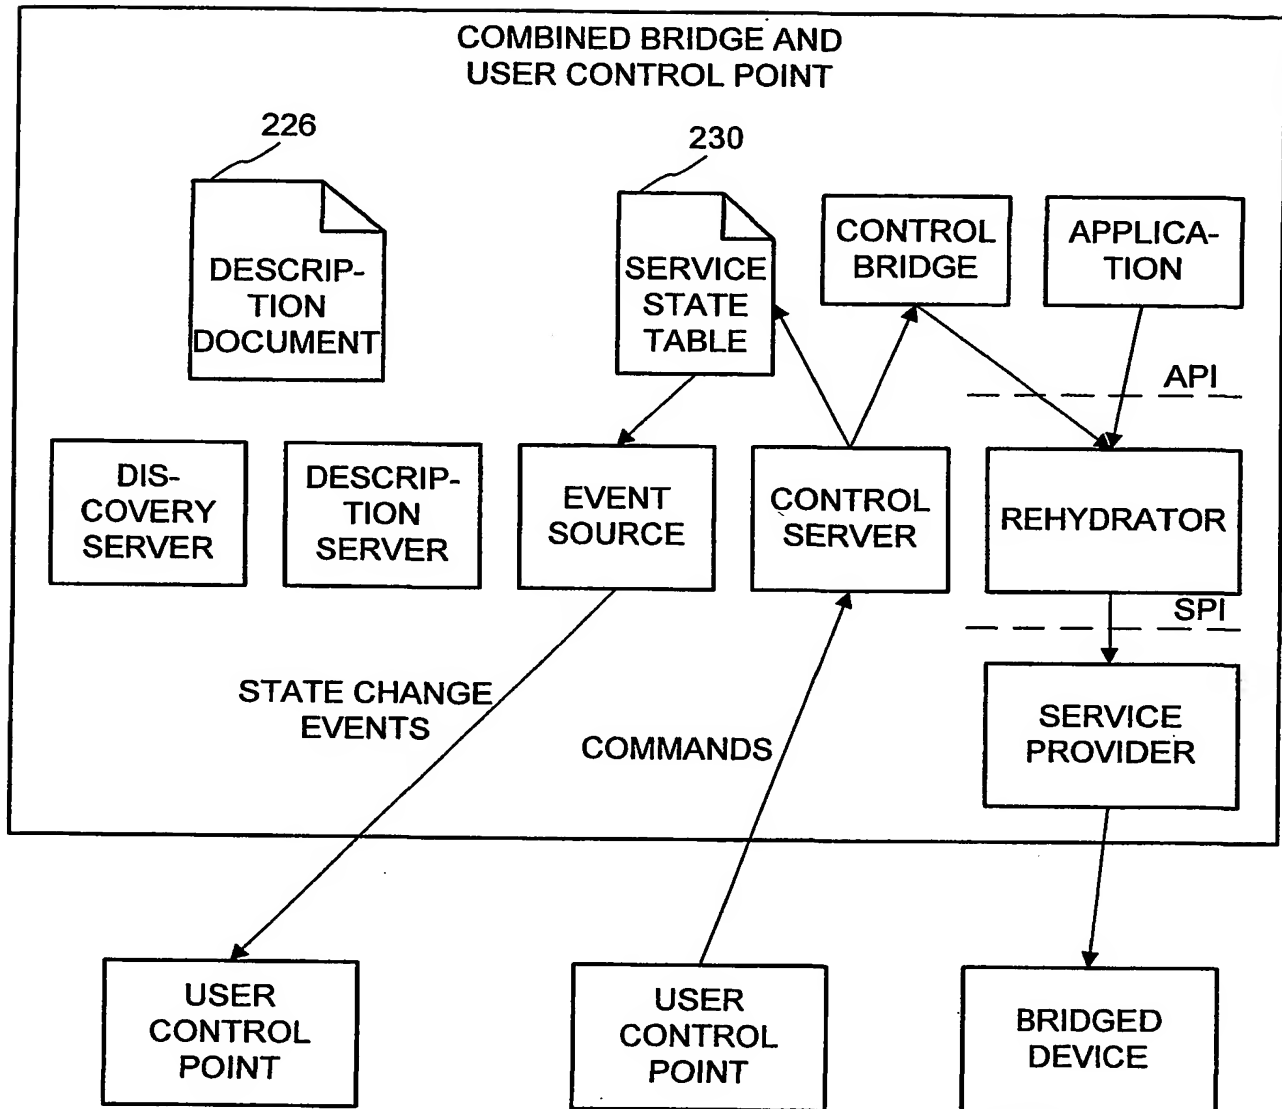 COMBINED BRIDGE AND
USER CONTROL POINT
226
230
DESCRIP-
TION
DOCUMENT
SERVICE
STATE
TABLE
CONTROL
BRIDGE
APPLICA-
TION
API
DIS-
COVERY
SERVER
DESCRIP-
TION
SERVER
EVENT
SOURCE
CONTROL
SERVER
REHYDRATOR
SPI
STATE CHANGE
EVENTS
COMMANDS
SERVICE
PROVIDER
USER
CONTROL
POINT
USER
CONTROL
POINT
BRIDGED
DEVICE